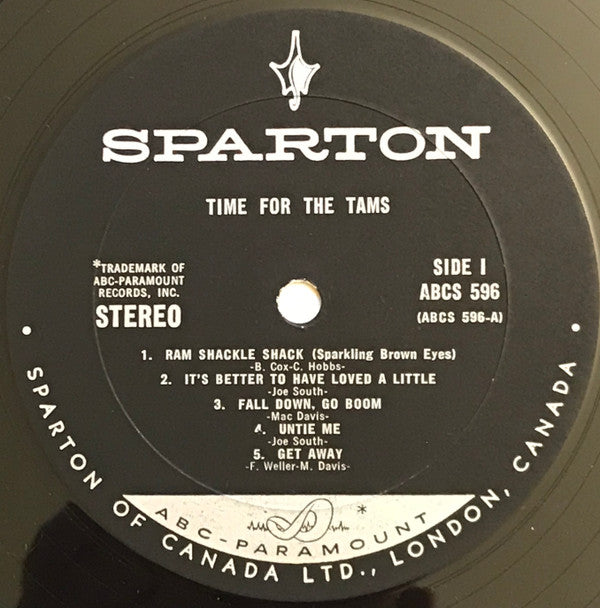 SPARTON
TIME FOR THE TAMS
*TRADEMARK OF
ABC-PARAMOUNT
RECORDS, INC.
STEREO
SIDE I
ABCS 596
(ABCS 596-A)
1. RAM SHACKLE SHACK (Sparkling Brown Eyes)
-B. Cox-C. Hobbs-
2. IT'S BETTER TO HAVE LOVED A LITTLE
-Joe South-
3. FALL DOWN, GO BOOM
-Mac Davis-
4. UNTIE ME
-Joe South-
5. GET AWAY
-F. Weller-M. Davis-
ABC-PARAMOUNT*
• SPARTON OF CANADA LTD., LONDON, CANADA •